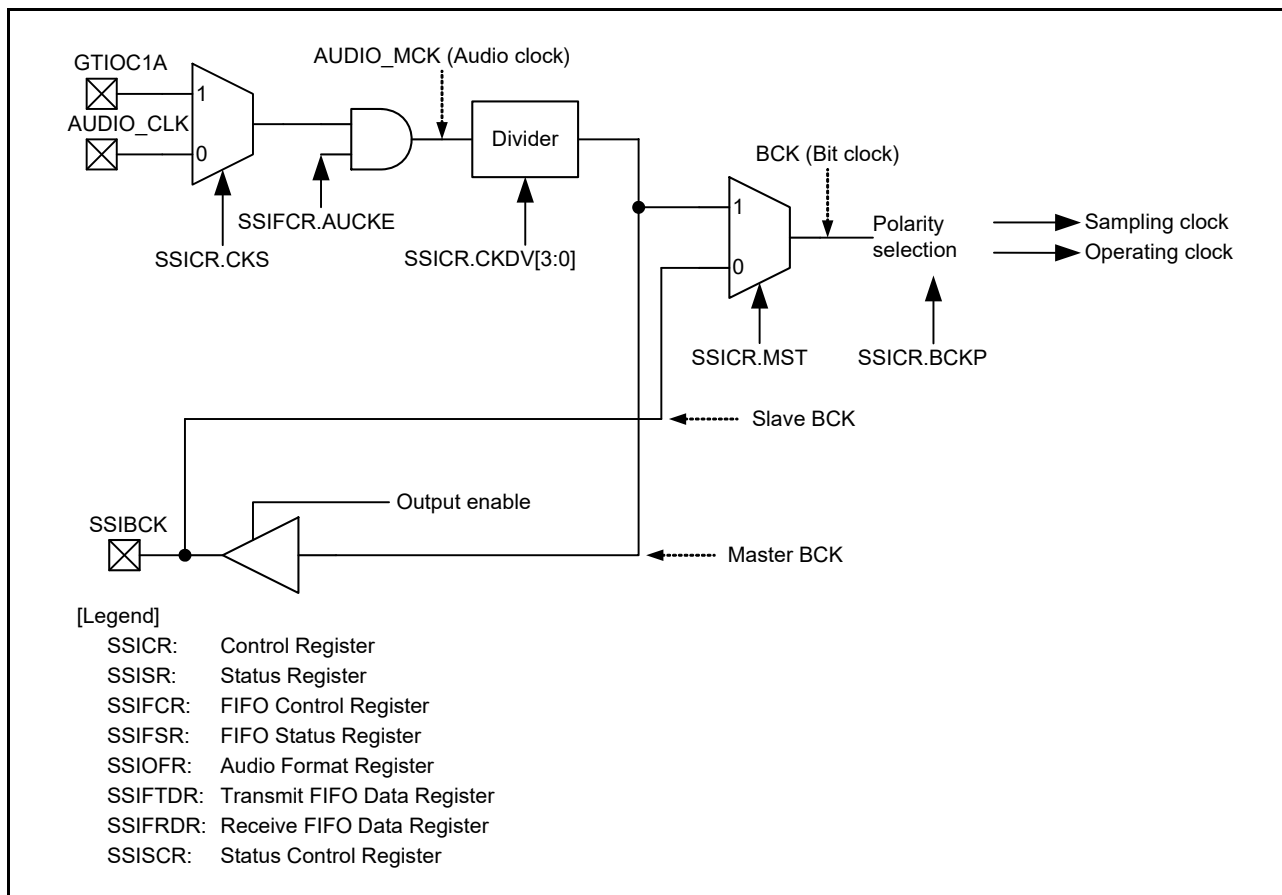 GTIOC1A
AUDIO_CLK
1
0
SSICR.CKS
SSIFCR.AUCKE
AUDIO_MCK (Audio clock)
Divider
SSICR.CKDV[3:0]
BCK (Bit clock)
1
0
SSICR.MST
Polarity
selection
SSICR.BCKP
Sampling clock
Operating clock
Slave BCK
Output enable
SSIBCK
Master BCK
[Legend]
SSICR: Control Register
SSISR: Status Register
SSIFCR: FIFO Control Register
SSIFSR: FIFO Status Register
SSIOFR: Audio Format Register
SSIFTDR: Transmit FIFO Data Register
SSIFRDR: Receive FIFO Data Register
SSISCR: Status Control Register